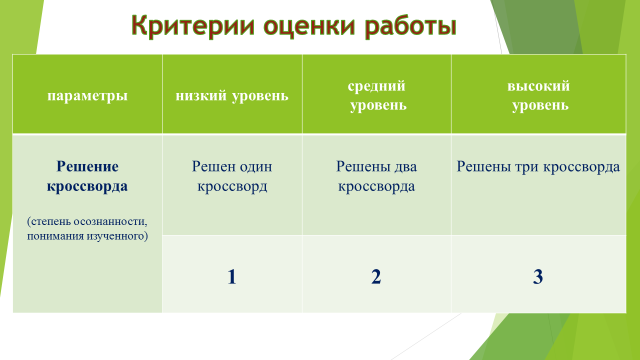 Критерии оценки работы
параметры
низкий уровень
средний
уровень
высокий
уровень
Решение
кроссворда
(степень осознанности,
понимания изученного)
Решен один
кроссворд
Решены два
кроссворда
Решены три кроссворда
1
2
3